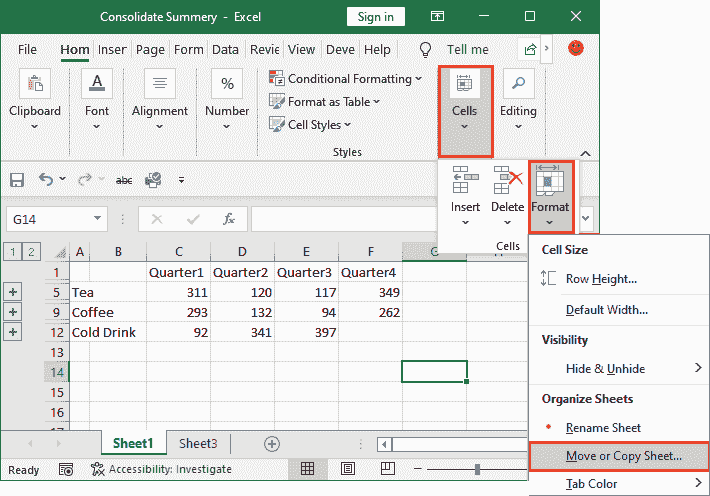 Consolidate Summery - Excel
Sign in
File Hom Inser Page Form Data Revie View Deve Help Tell me
Clipboard Font Alignment % Number Conditional Formatting Format as Table Cell Styles Styles Cells Editing
abc
G14 fx
Insert Delete Format
Cells
1 2 A B C D E F G H
1 Quarter1 Quarter2 Quarter3 Quarter4
5 Tea 311 120 117 349
9 Coffee 293 132 94 262
12 Cold Drink 92 341 397
13
14
15
16
17
Cell Size
Row Height...
Default Width...
Visibility
Hide & Unhide
Organize Sheets
Rename Sheet
Move or Copy Sheet...
Tab Color
Sheet1 Sheet3
Ready Accessibility: Investigate